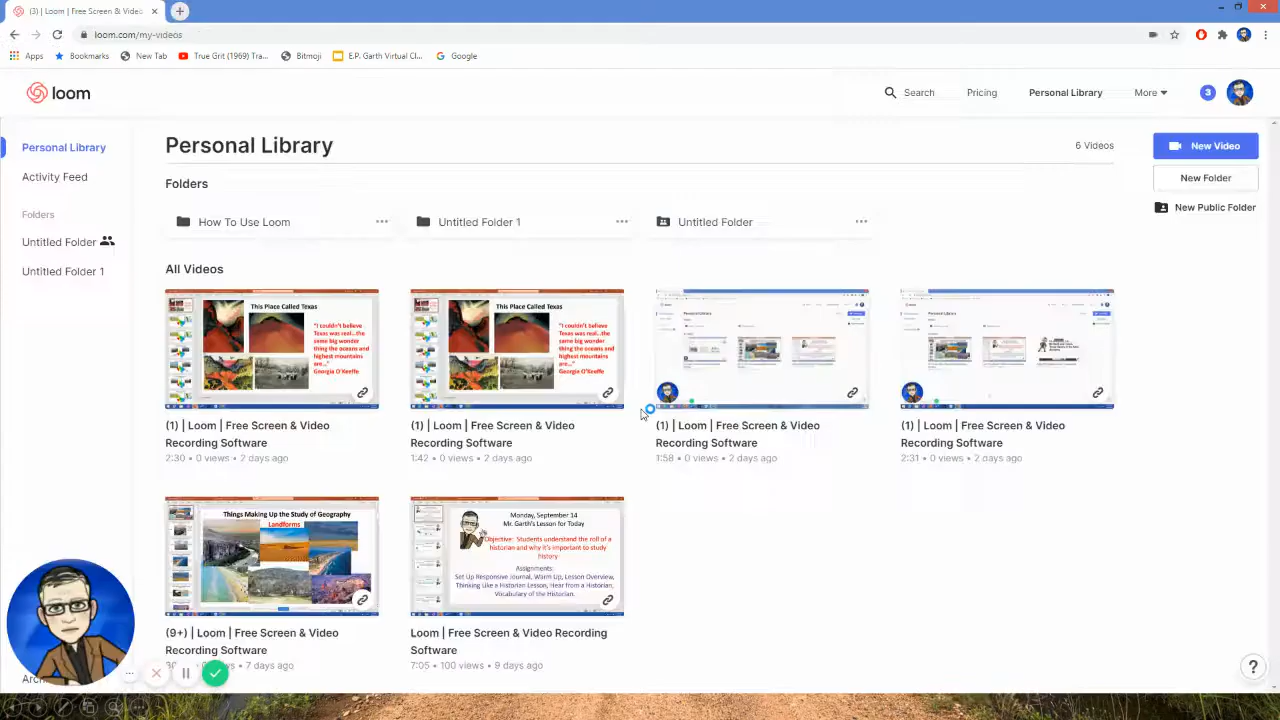 (3) | Loom | Free Screen & Video
loom.com/my-videos
Apps Bookmarks New Tab True Grit (1969) Tra... Bitmoji E.P. Garth Virtual Cl... Google
loom
Search Pricing Personal Library More 3
Personal Library
Activity Feed
Folders
Untitled Folder
Untitled Folder 1
Personal Library
6 Videos
New Video
New Folder
New Public Folder
Folders
How To Use Loom
Untitled Folder 1
Untitled Folder
All Videos
This Place Called Texas
"I couldn't believe
Texas was real...the
same big wonder
thing the oceans and
highest mountains
are..."
Georgia O'Keeffe
(1) | Loom | Free Screen & Video
Recording Software
2:30 • 0 views • 2 days ago
This Place Called Texas
"I couldn't believe
Texas was real...the
same big wonder
thing the oceans and
highest mountains
are..."
Georgia O'Keeffe
(1) | Loom | Free Screen & Video
Recording Software
1:42 • 0 views • 2 days ago
Personal Library
(1) | Loom | Free Screen & Video
Recording Software
1:58 • 0 views • 2 days ago
Personal Library
(1) | Loom | Free Screen & Video
Recording Software
2:31 • 0 views • 2 days ago
Things Making Up the Study of Geography
Landforms
(9+) | Loom | Free Screen & Video
Recording Software
7 days ago
Monday, September 14
Mr. Garth's Lesson for Today
Objective: Students understand the roll of a
historian and why it's important to study
history
Assignments:
Set Up Responsive Journal, Warm Up, Lesson Overview,
Thinking Like a Historian Lesson, Hear from a Historian,
Vocabulary of the Historian.
Loom | Free Screen & Video Recording
Software
7:05 • 100 views • 9 days ago
?